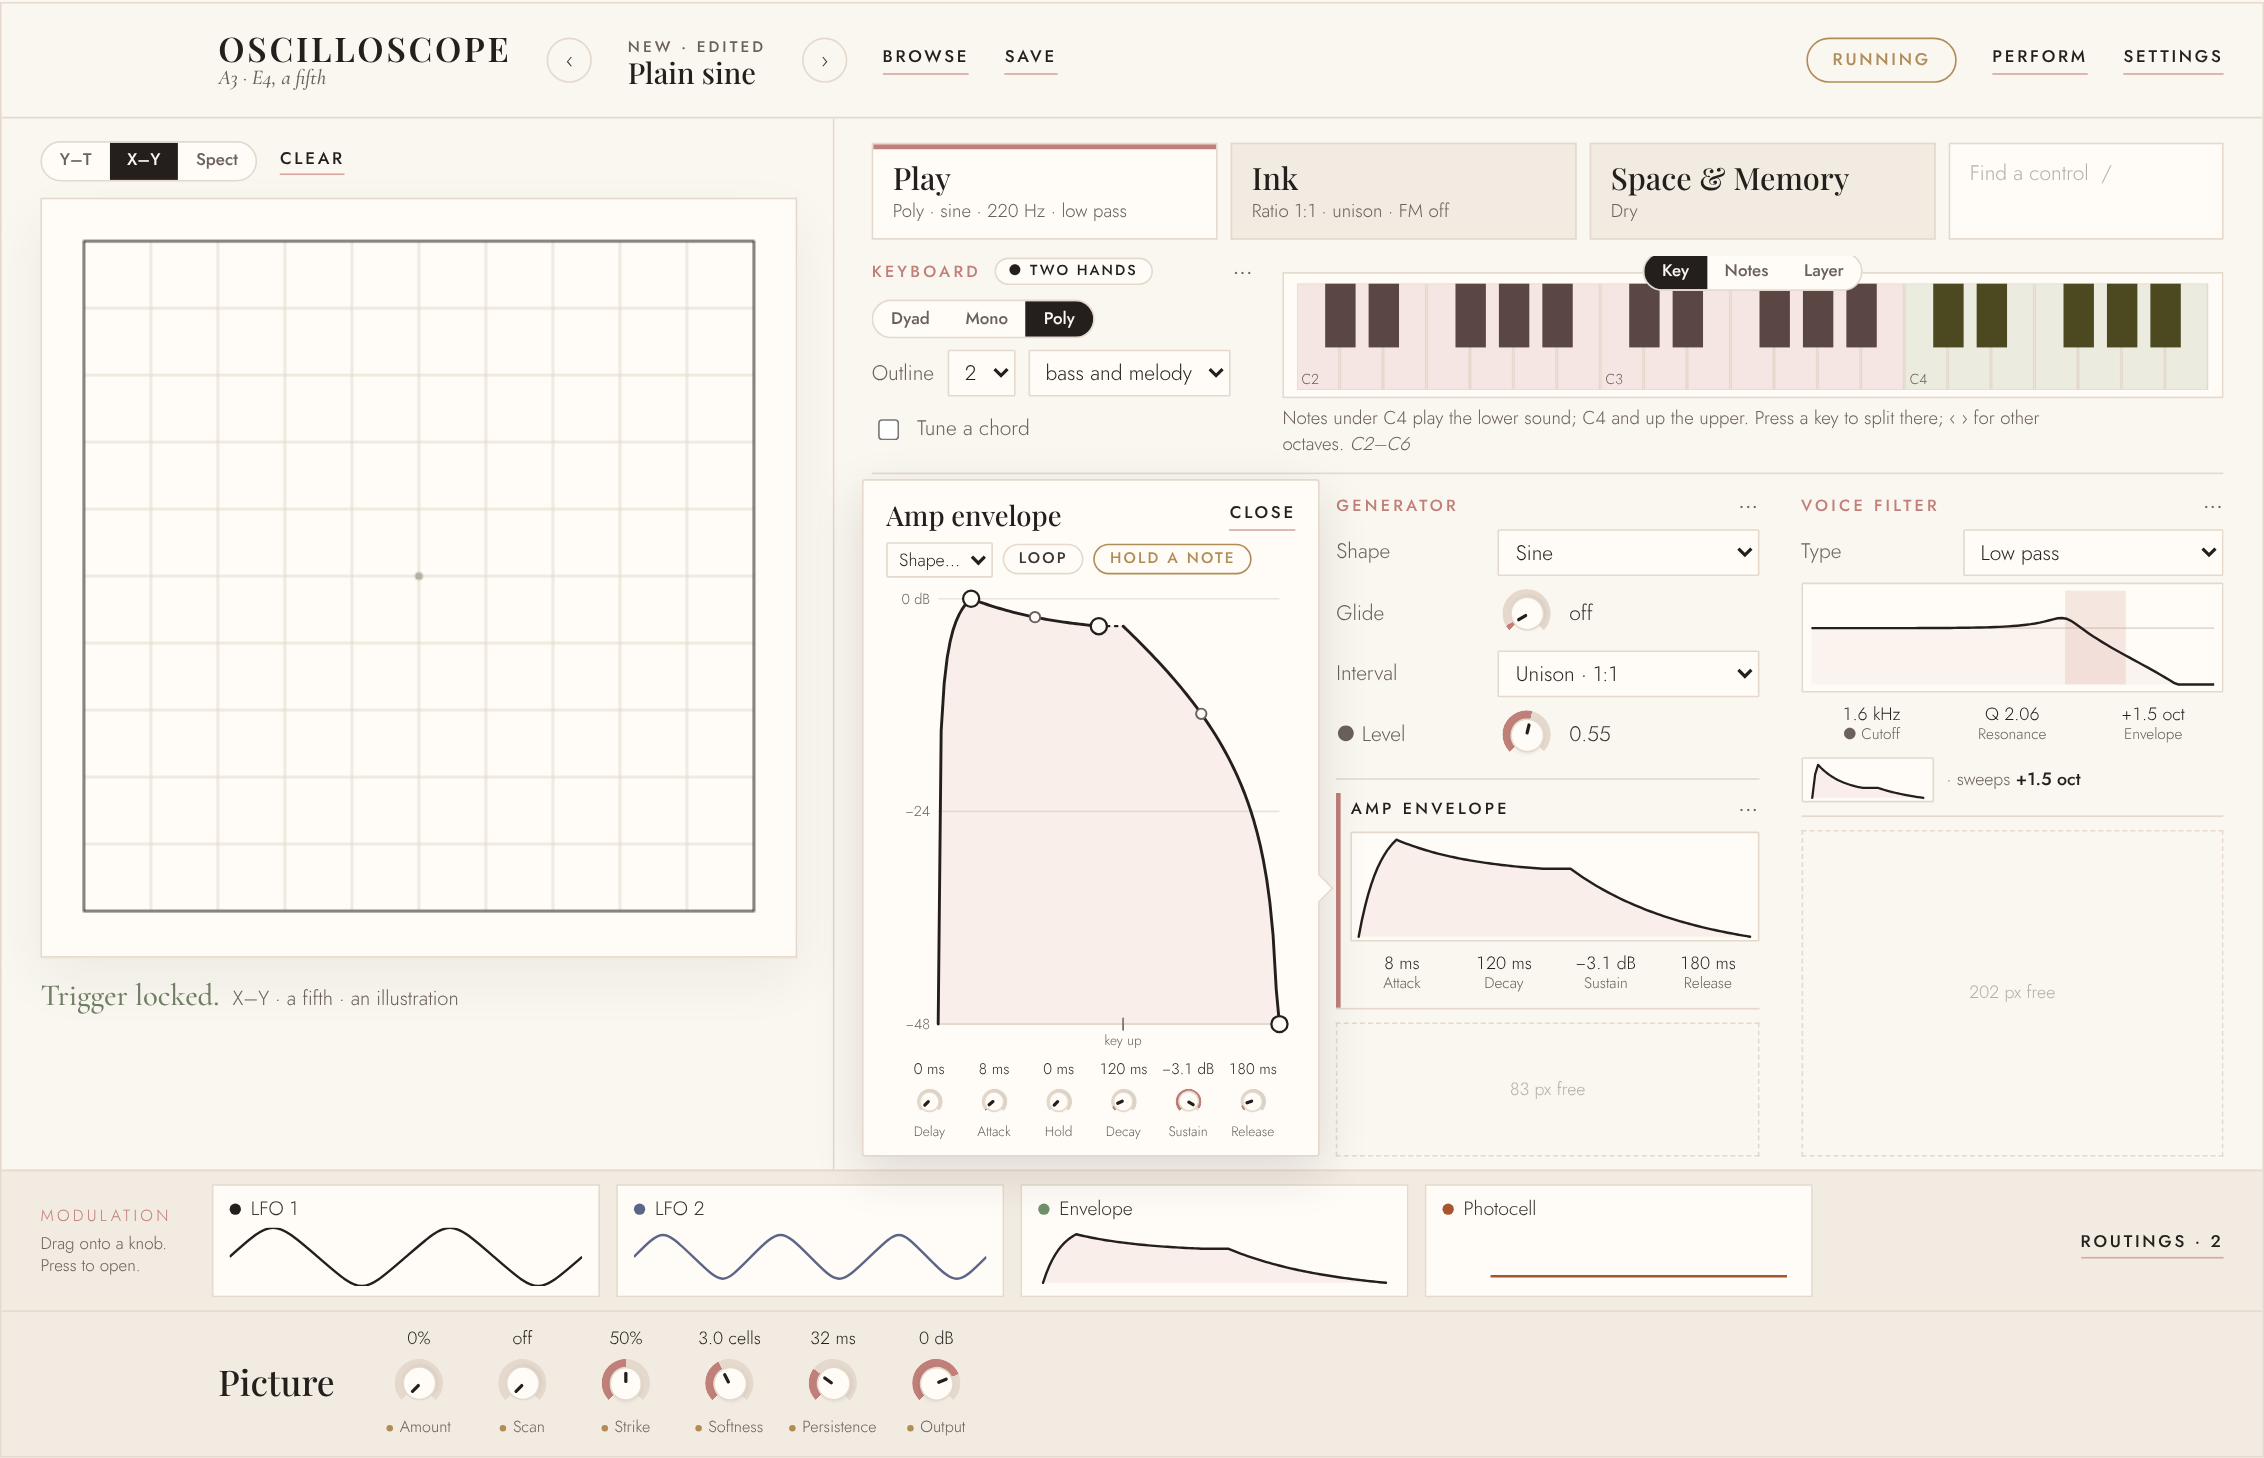 OSCILLOSCOPE
A3 · E4, a fifth
‹
NEW · EDITED
Plain sine
›
BROWSE
SAVE
RUNNING
PERFORM
SETTINGS
Y–T
X–Y
Spect
CLEAR
Trigger locked. X–Y · a fifth · an illustration
Play
Poly · sine · 220 Hz · low pass
Ink
Ratio 1:1 · unison · FM off
Space & Memory
Dry
Find a control /
KEYBOARD
TWO HANDS
···
Dyad
Mono
Poly
Outline
2
bass and melody
Tune a chord
Key
Notes
Layer
C2
C3
C4
Notes under C4 play the lower sound; C4 and up the upper. Press a key to split there; ‹ › for other
octaves. C2–C6
Amp envelope
CLOSE
Shape...
LOOP
HOLD A NOTE
0 dB
−24
−48
key up
0 ms
8 ms
0 ms
120 ms
−3.1 dB
180 ms
Delay
Attack
Hold
Decay
Sustain
Release
GENERATOR
···
Shape
Sine
Glide
off
Interval
Unison · 1:1
Level
0.55
AMP ENVELOPE
···
8 ms
120 ms
−3.1 dB
180 ms
Attack
Decay
Sustain
Release
83 px free
VOICE FILTER
···
Type
Low pass
1.6 kHz
Q 2.06
+1.5 oct
Cutoff
Resonance
Envelope
· sweeps +1.5 oct
202 px free
MODULATION
Drag onto a knob.
Press to open.
LFO 1
LFO 2
Envelope
Photocell
ROUTINGS · 2
Picture
0%
off
50%
3.0 cells
32 ms
0 dB
Amount
Scan
Strike
Softness
Persistence
Output